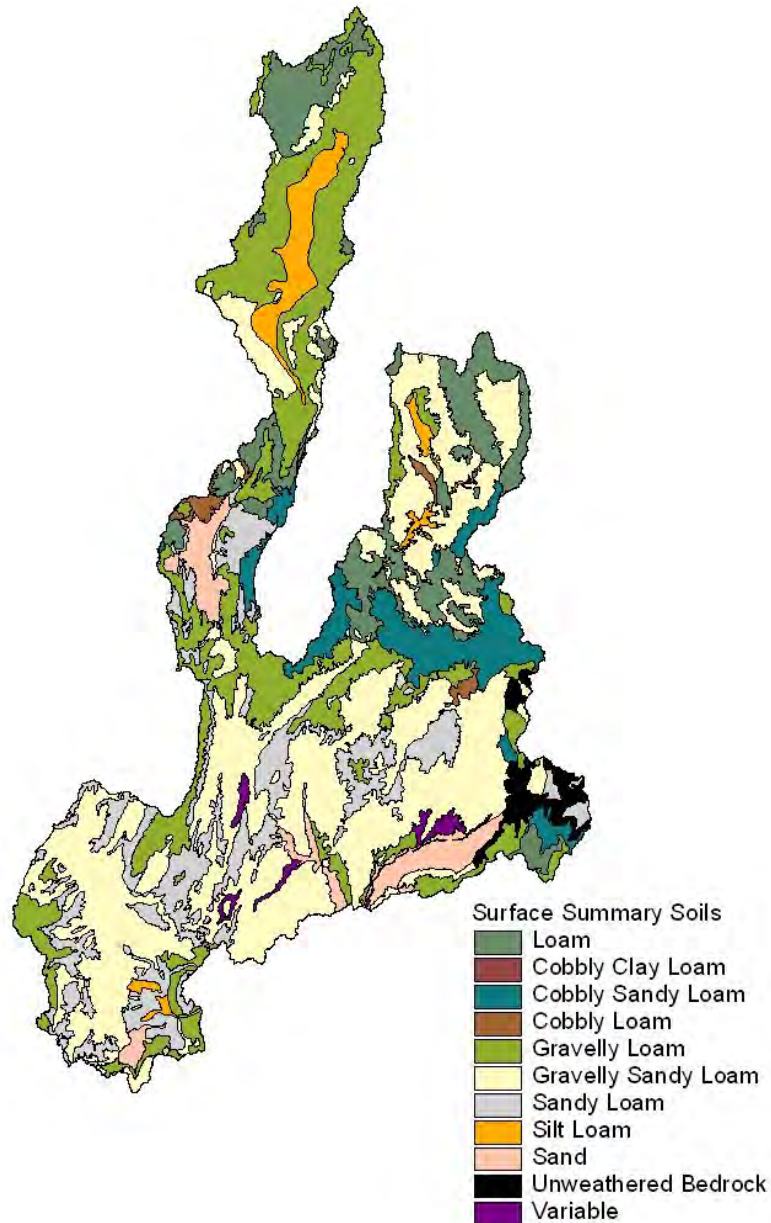 Surface Summary Soils
Loam
Cobbly Clay Loam
Cobbly Sandy Loam
Cobbly Loam
Gravelly Loam
Gravelly Sandy Loam
Sandy Loam
Silt Loam
Sand
Unweathered Bedrock
Variable